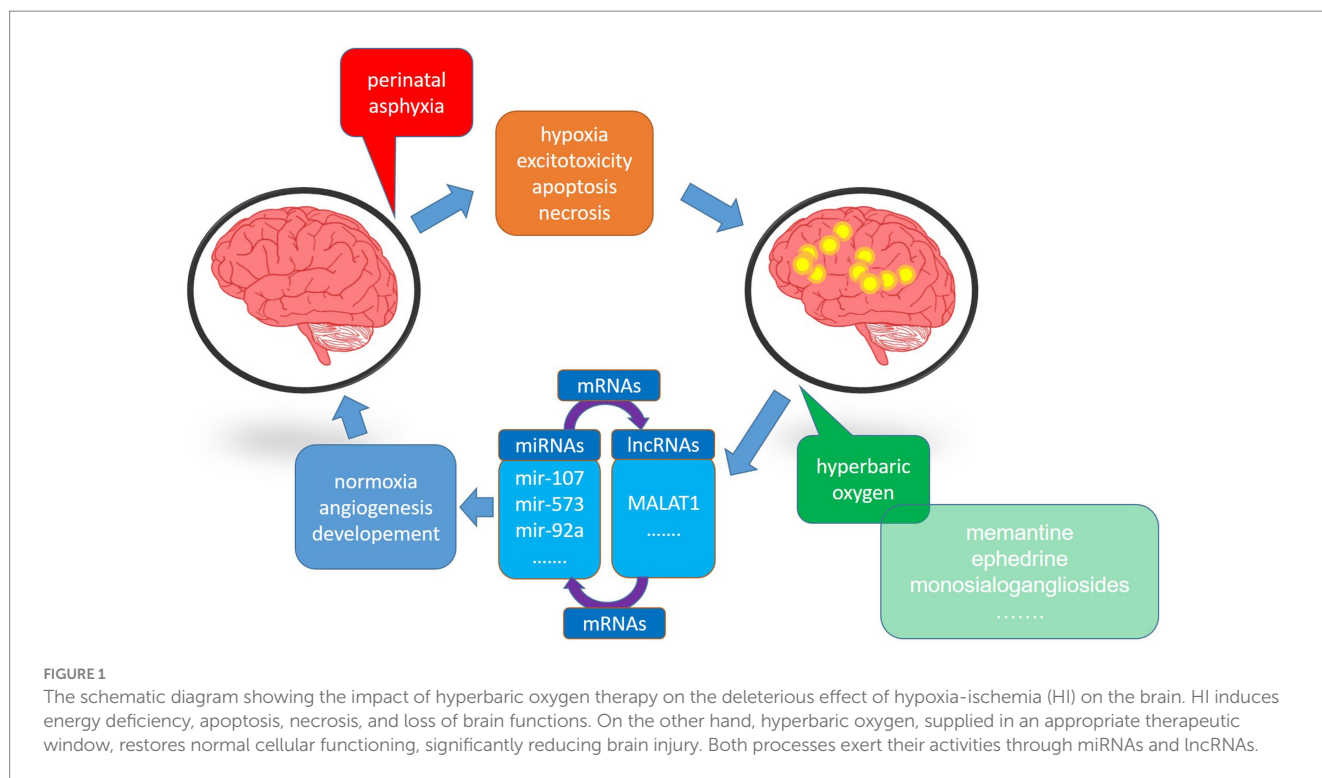 perinatal
asphyxia
hypoxia
excitotoxicity
apoptosis
necrosis
mRNAs
miRNAs
mir-107
mir-573
mir-92a
.......
lncRNAs
MALAT1
.......
mRNAs
normoxia
angiogenesis
developement
hyperbaric
oxygen
memantine
ephedrine
monosialogangliosides
.......
FIGURE 1
The schematic diagram showing the impact of hyperbaric oxygen therapy on the deleterious effect of hypoxia-ischemia (HI) on the brain. HI induces
energy deficiency, apoptosis, necrosis, and loss of brain functions. On the other hand, hyperbaric oxygen, supplied in an appropriate therapeutic
window, restores normal cellular functioning, significantly reducing brain injury. Both processes exert their activities through miRNAs and lncRNAs.